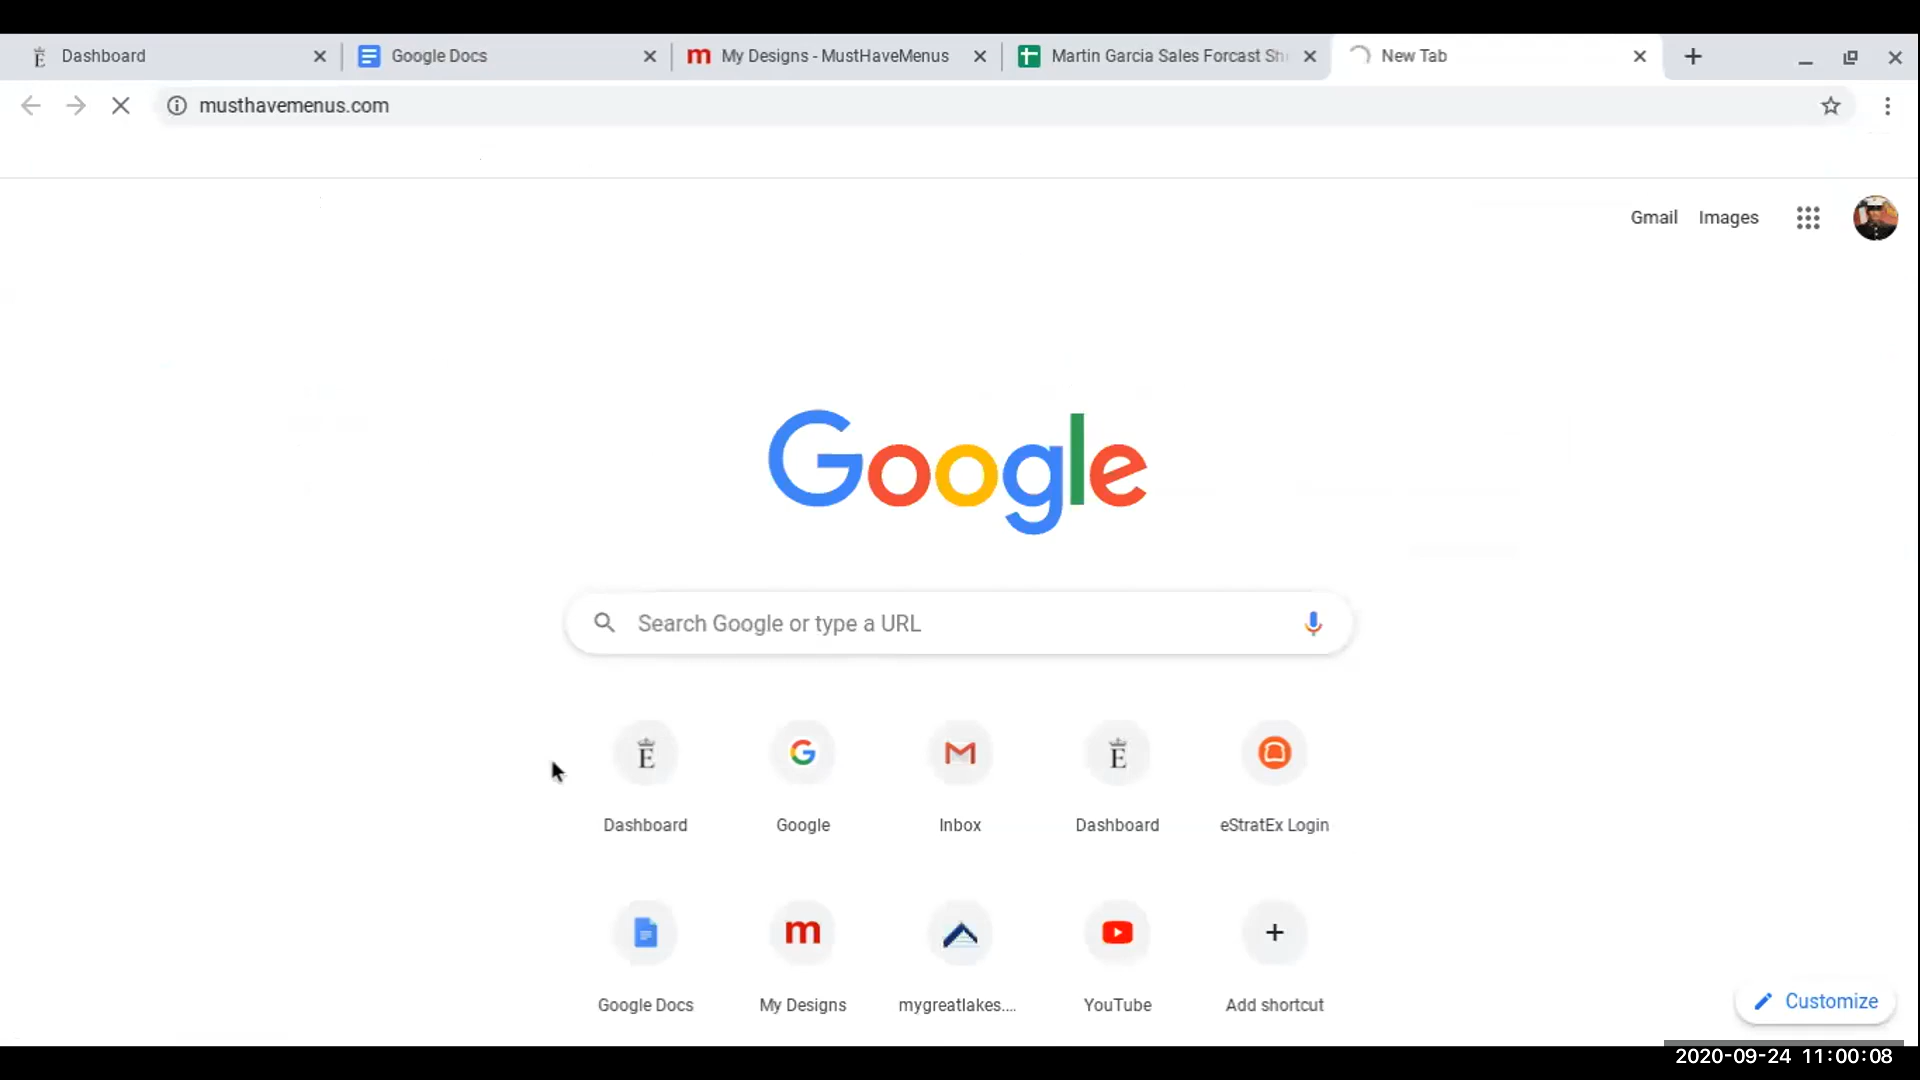 Dashboard
Google Docs
My Designs - MustHaveMenus
Martin Garcia Sales Forcast Sh
New Tab
musthavemenus.com
Gmail
Images
Google
Search Google or type a URL
Dashboard
Google
Inbox
Dashboard
eStratEx Login
Google Docs
My Designs
mygreatlakes....
YouTube
Add shortcut
Customize
2020-09-24 11:00:08